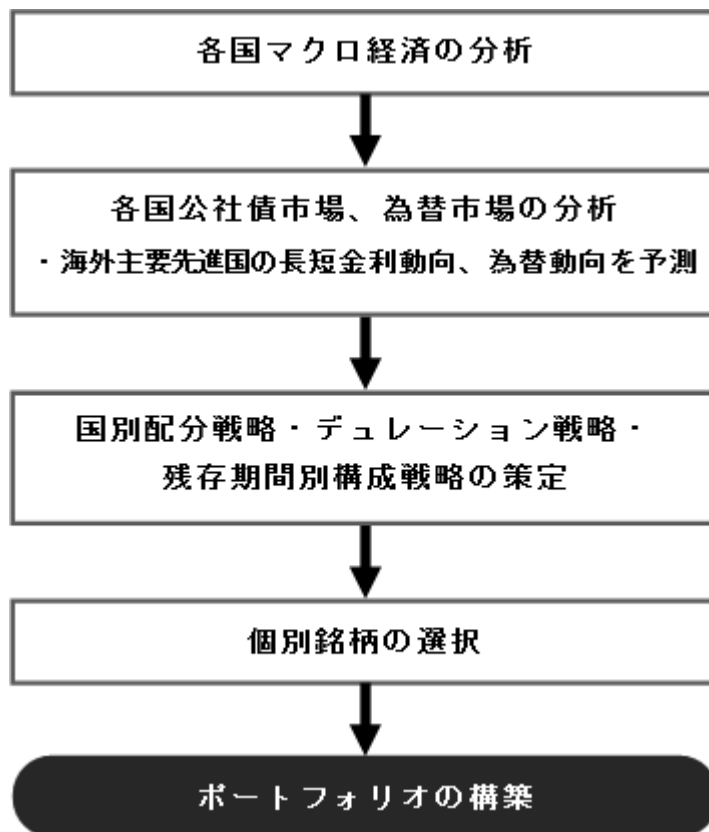 各国マクロ経済の分析
各国公社債市場、為替市場の分析
・海外主要先進国の長短金利動向、為替動向を予測
国別配分戦略・デュレーション戦略・
残存期間別構成戦略の策定
個別銘柄の選択
ポートフォリオの構築